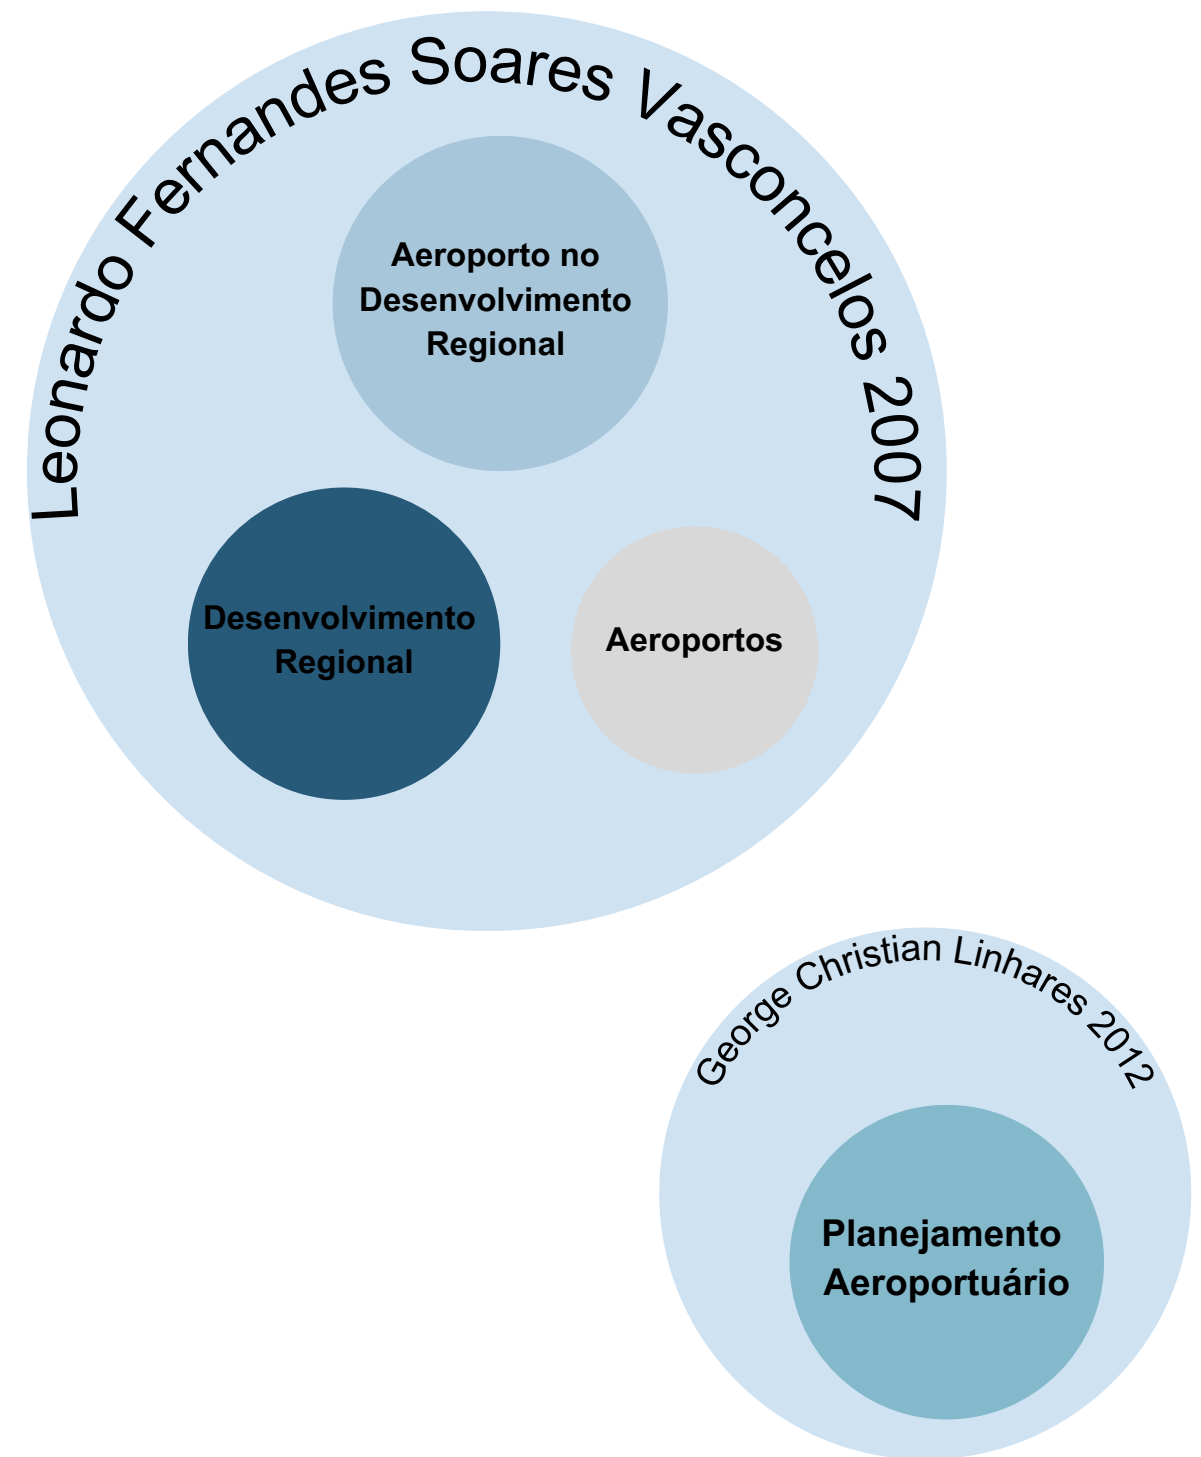 Leonardo Fernandes Soares Vasconcelos 2007
Aeroporto no
Desenvolvimento
Regional
Desenvolvimento
Regional
Aeroportos
George Christian Linhares 2012
Planejamento
Aeroportuário